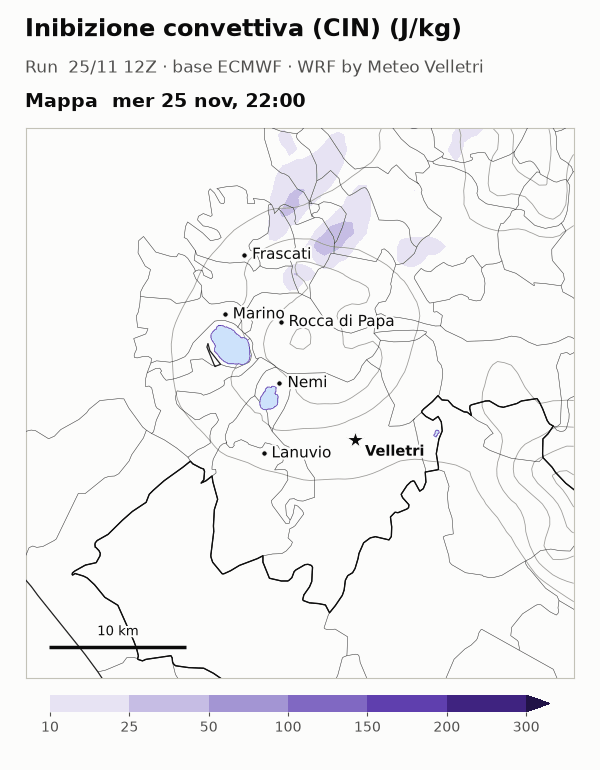 Inibizione convettiva (CIN) (J/kg)
Run  25/11 12Z · base ECMWF · WRF by Meteo Velletri
Mappa  mer 25 nov, 22:00
Frascati
Marino
Rocca di Papa
Nemi
Velletri
Lanuvio
10 km
10 25 50 100 150 200 300